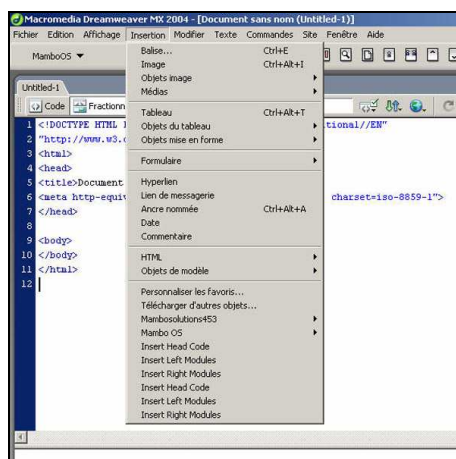 Macromedia Dreamweaver MX 2004 - [Document sans nom (Untitled-1)]
Fichier Edition Affichage Insertion Modifier Texte Commandes Site Fenêtre Aide
MamboOS
Untitled-1
Code Fractionn
Balise... Ctrl+E
Image Ctrl+Alt+I
Objets image
Médias
Tableau Ctrl+Alt+T
Objets du tableau
Objets mise en forme
Formulaire
Hyperlien
Lien de messagerie
Ancre nommée Ctrl+Alt+A
Date
Commentaire
HTML
Objets de modèle
Personnaliser les favoris...
Télécharger d'autres objets...
Mambosolutions453
Mambo OS
Insert Head Code
Insert Left Modules
Insert Right Modules
Insert Head Code
Insert Left Modules
Insert Right Modules
1 <!DOCTYPE HTML tional//EN"
2 "http://www.w3.
3 <html>
4 <head>
5 <title>Document
6 <meta http-equi charset=iso-8859-1">
7 </head>
8
9 <body>
10 </body>
11 </html>
12